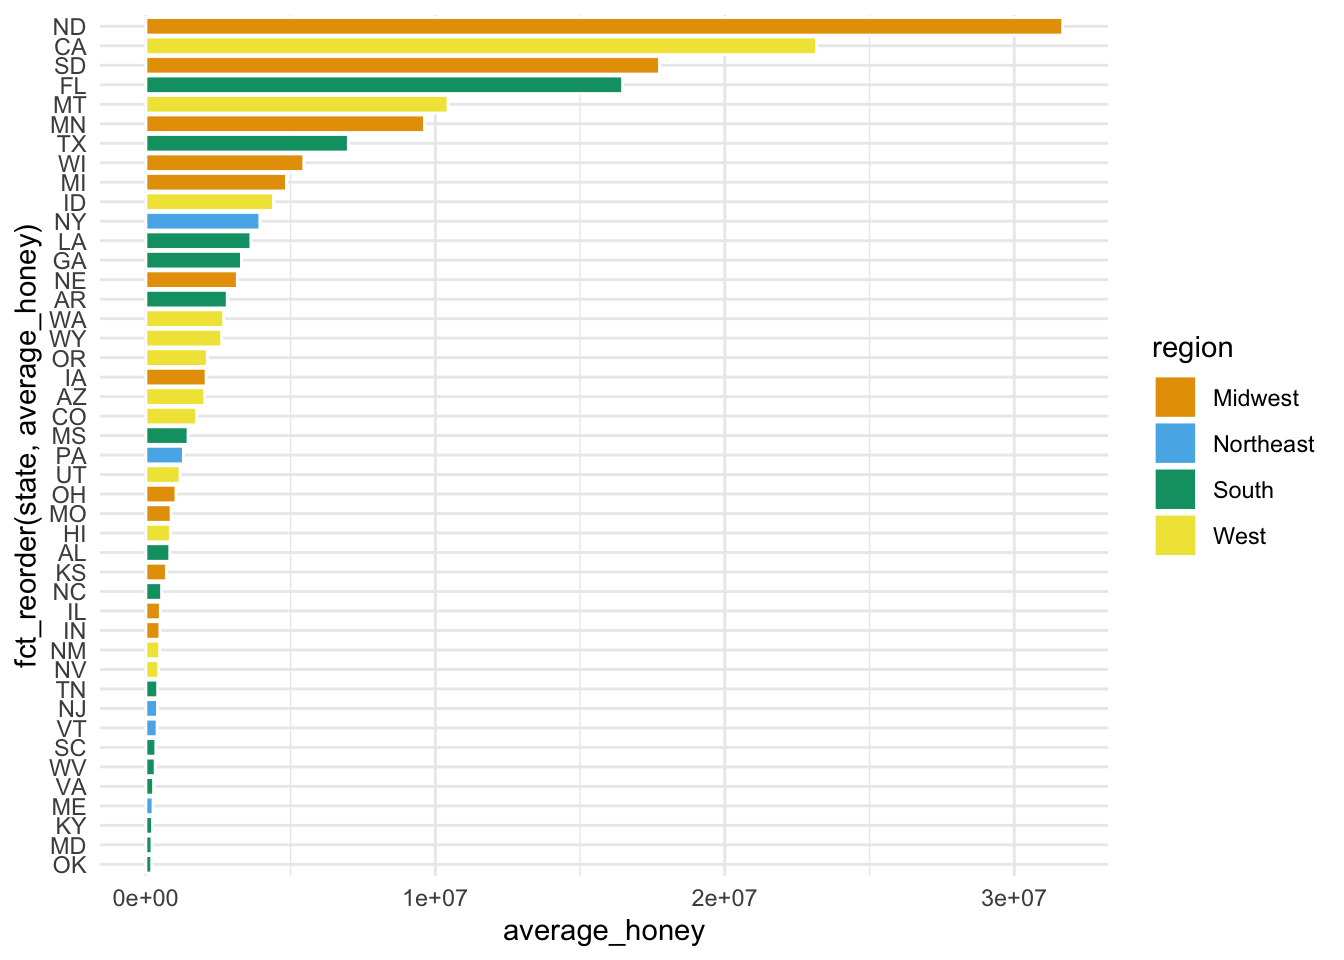 ND
CA
SD
FL
MT
MN
TX
WI
MI
ID
NY
LA
GA
NE
AR
WA
WY
OR
IA
AZ
CO
MS
PA
UT
OH
MO
HI
AL
KS
NC
IL
IN
NM
NV
TN
NJ
VT
SC
WV
VA
ME
KY
MD
OK
fct_reorder(state, average_honey)
0e+00 1e+07 2e+07 3e+07
average_honey
region
Midwest
Northeast
South
West